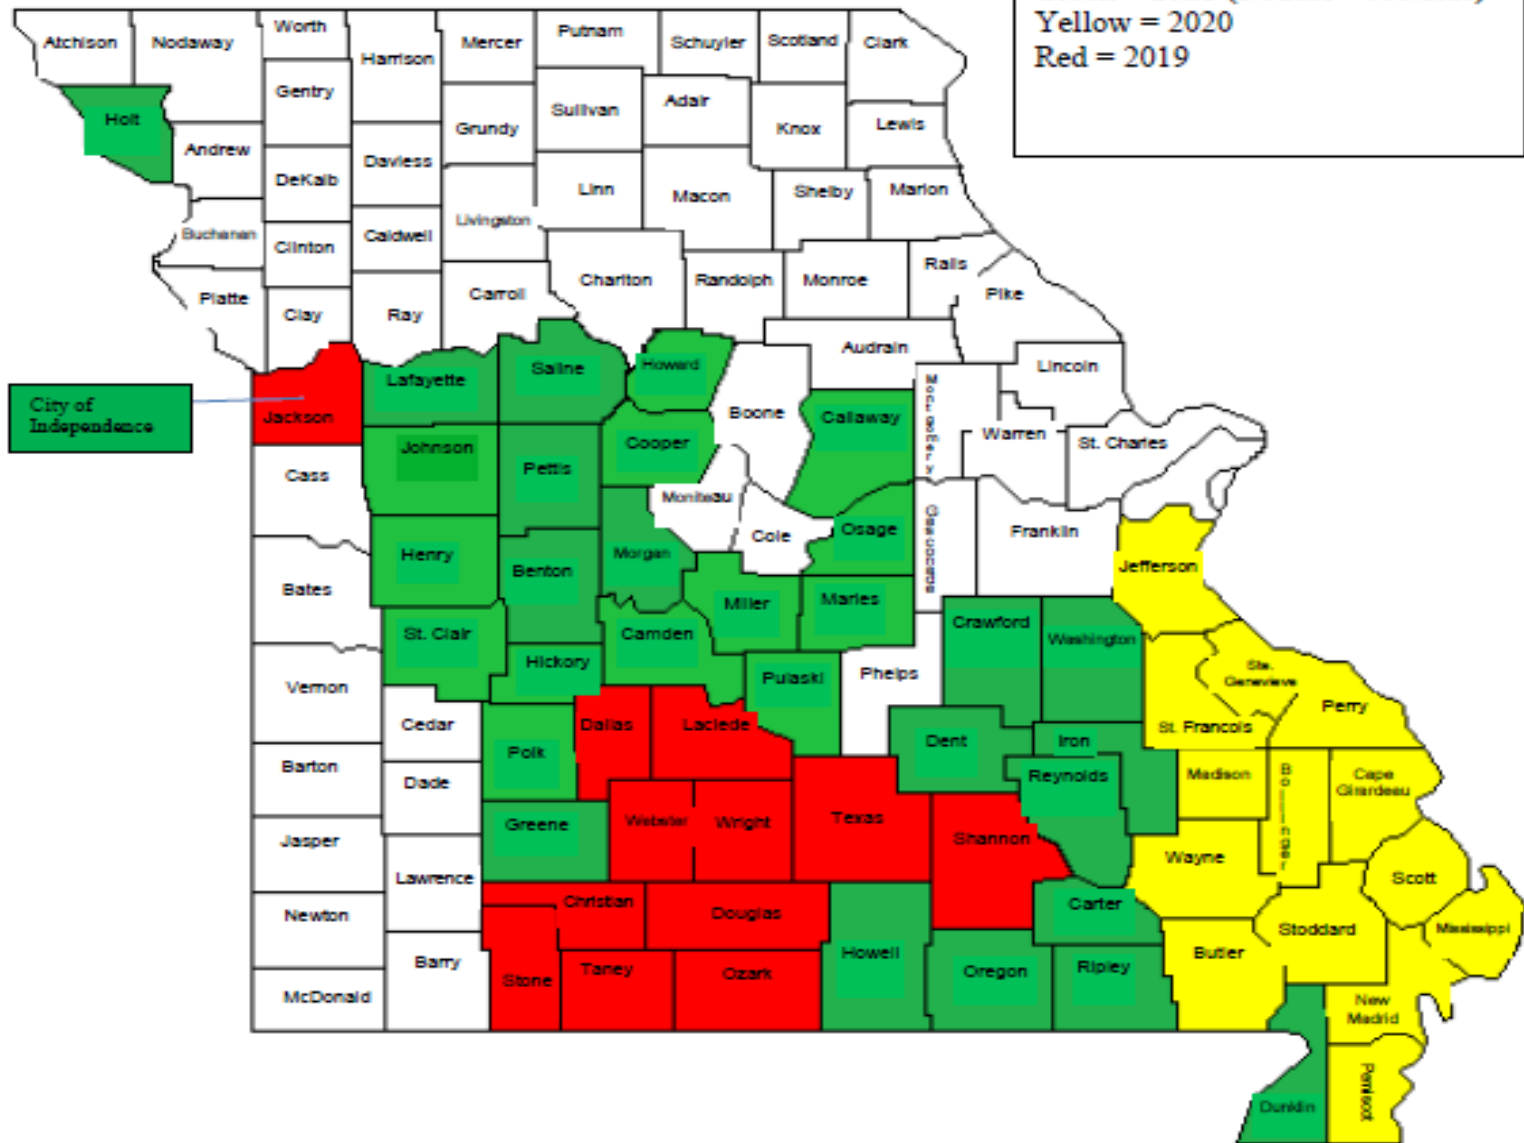 Yellow = 2020
Red = 2019
Atchison
Nodaway
Worth
Harrison
Mercer
Putnam
Schuyler
Scotland
Clark
Holt
Gentry
Grundy
Sullivan
Adair
Knox
Lewis
Andrew
DeKalb
Daviess
Linn
Macon
Shelby
Marion
Buchanan
Clinton
Caldwell
Livingston
Platte
Clay
Ray
Carroll
Chariton
Randolph
Monroe
Ralls
Pike
Audrain
Lincoln
City of
Independence
Jackson
Lafayette
Saline
Howard
Boone
Callaway
Montgomery
Warren
St. Charles
Cass
Johnson
Pettis
Cooper
Moniteau
Cole
Osage
Gasconade
Franklin
Jefferson
Bates
Henry
Benton
Morgan
Miller
Maries
Crawford
Washington
Vernon
St. Clair
Hickory
Camden
Pulaski
Phelps
Ste.
Genevieve
St. Francois
Perry
Cedar
Polk
Dallas
Laclede
Dent
Iron
Reynolds
Madison
Bollinger
Cape
Girardeau
Barton
Dade
Greene
Webster
Wright
Texas
Shannon
Wayne
Scott
Jasper
Lawrence
Christian
Douglas
Howell
Carter
Butler
Stoddard
Mississippi
Newton
Barry
Stone
Taney
Ozark
Oregon
Ripley
New
Madrid
McDonald
Dunklin
Pemiscot